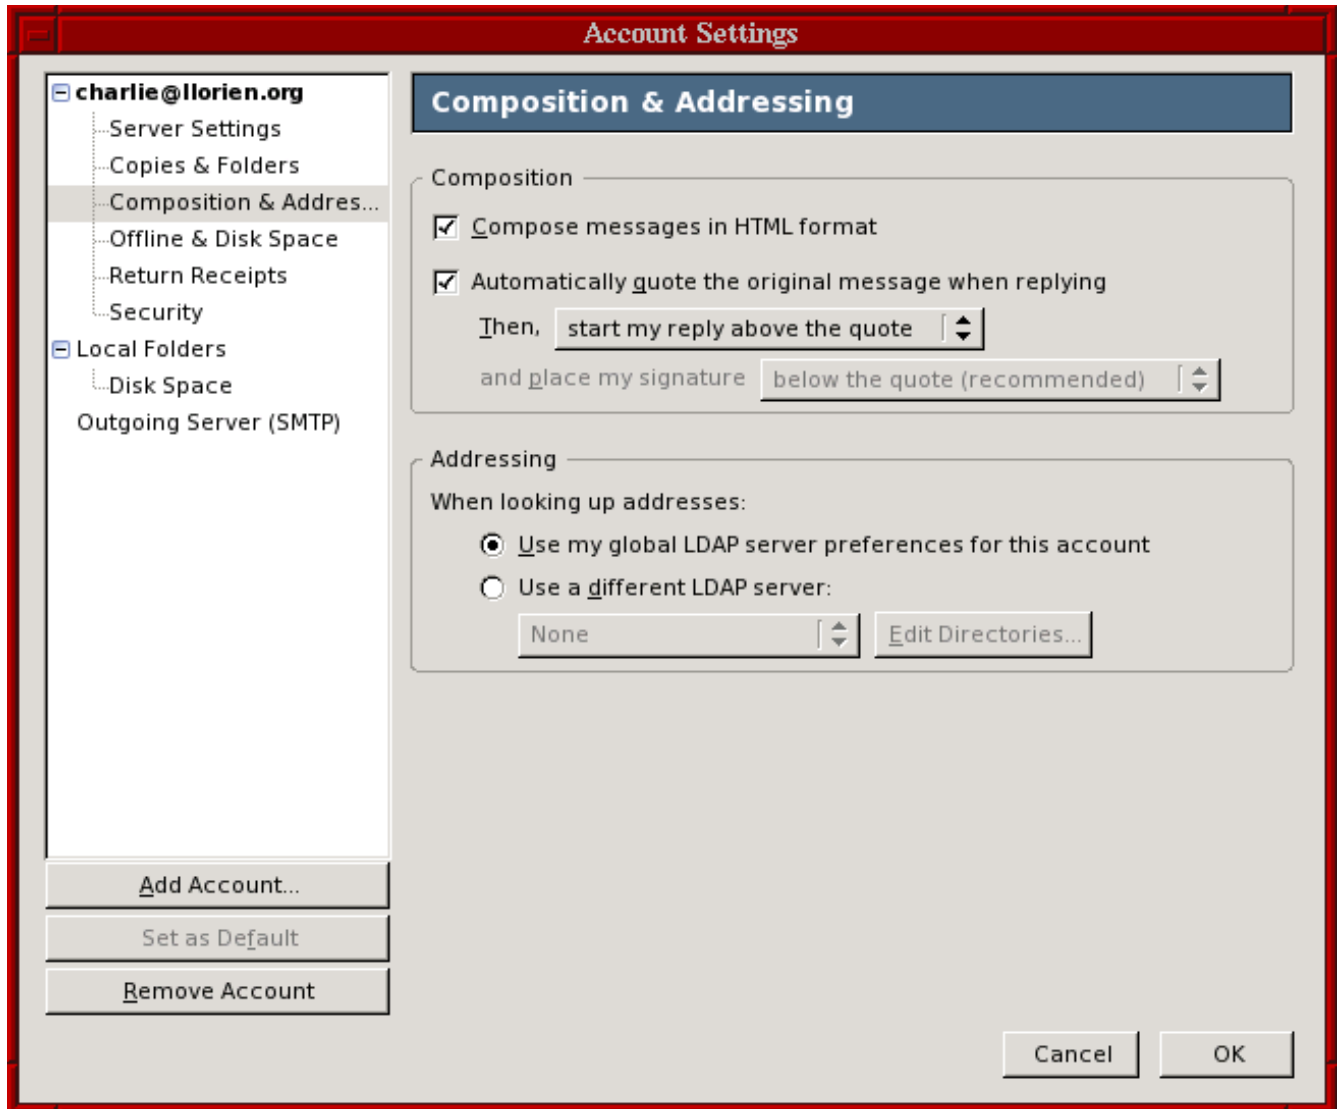 Account Settings
charlie@llorien.org
Server Settings
Copies & Folders
Composition & Addres...
Offline & Disk Space
Return Receipts
Security
Local Folders
Disk Space
Outgoing Server (SMTP)
Add Account...
Set as Default
Remove Account
Composition & Addressing
Composition
Compose messages in HTML format
Automatically quote the original message when replying
Then, start my reply above the quote
and place my signature below the quote (recommended)
Addressing
When looking up addresses:
Use my global LDAP server preferences for this account
Use a different LDAP server:
None Edit Directories...
Cancel OK